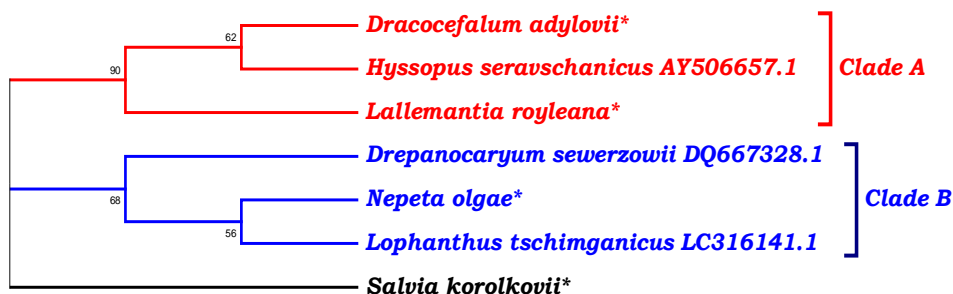 Dracocefalum adylovii*
62
Hyssopus seravschanicus AY506657.1
Clade A
90
Lallemantia royleana*
Drepanocaryum sewerzowii DQ667328.1
68
Nepeta olgae*
Clade B
56
Lophanthus tschimganicus LC316141.1
Salvia korolkovii*